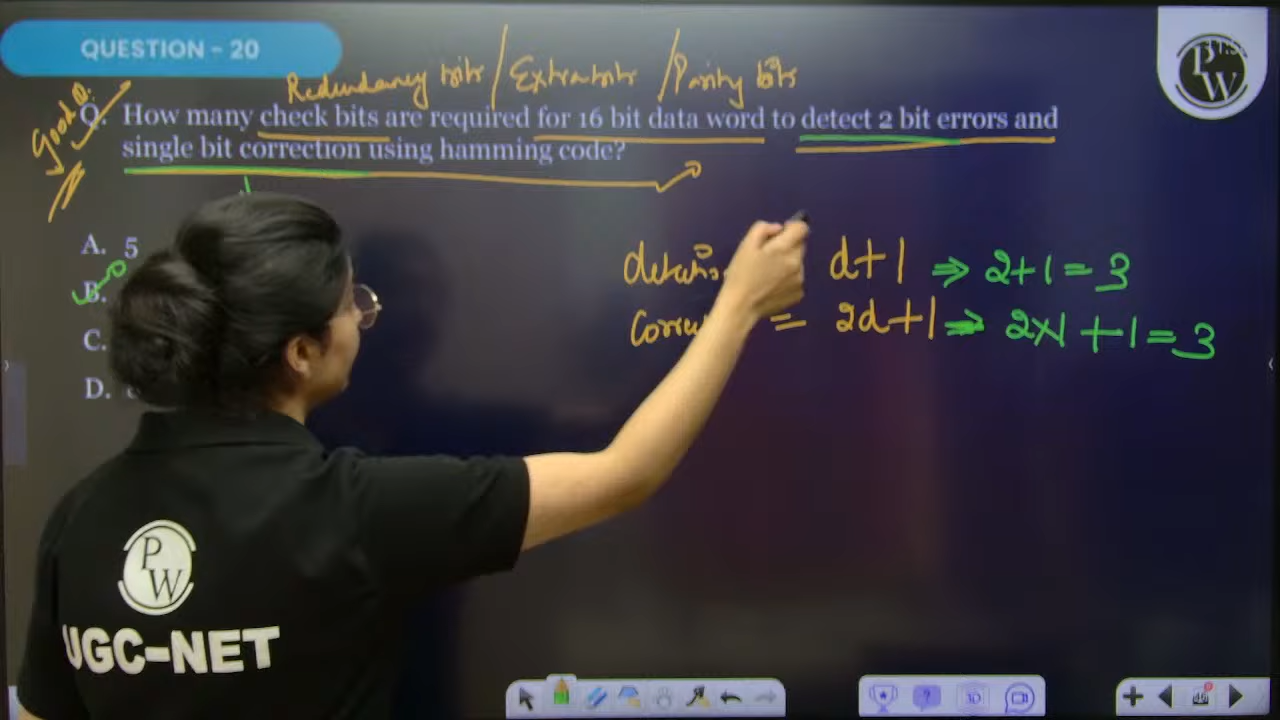 QUESTION - 20
PW
Redundancy bits / Extra bits / Parity bits
Good Q.
Q. How many check bits are required for 16 bit data word to detect 2 bit errors and
single bit correction using hamming code?
A. 5
B.
C.
D.
d+1 ⇒ 2+1 = 3
= 2d+1 ⇒ 2×1 + 1 = 3
PW
UGC-NET